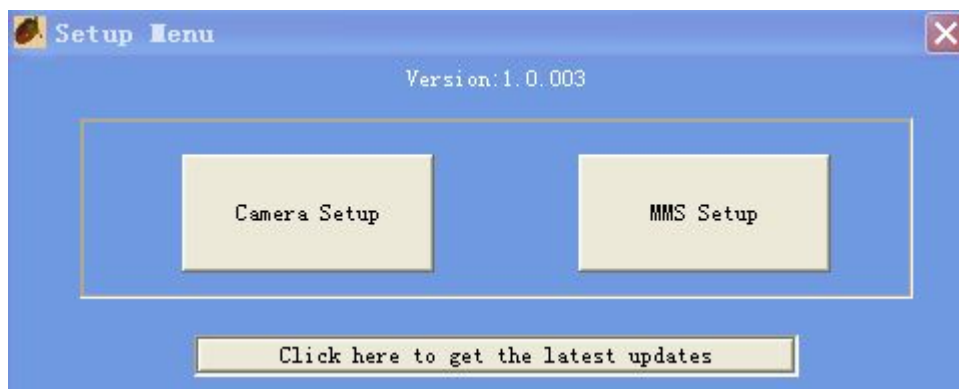 Setup Menu
Version:1.0.003
Camera Setup
MMS Setup
Click here to get the latest updates